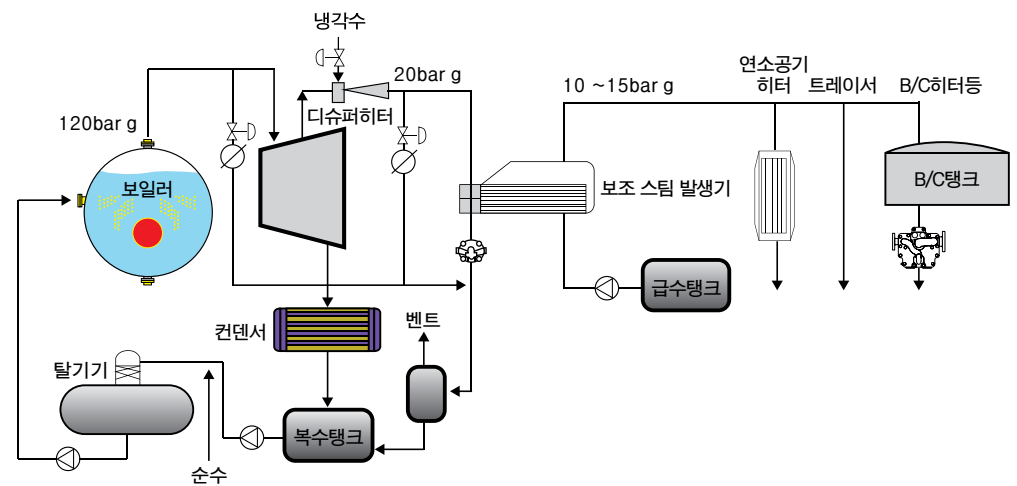 냉각수
20bar g
디슈퍼히터
120bar g
보일러
10 ~15bar g
연소공기
히터
트레이서
B/C히터등
보조 스팀 발생기
B/C탱크
급수탱크
컨덴서
벤트
탈기기
복수탱크
순수